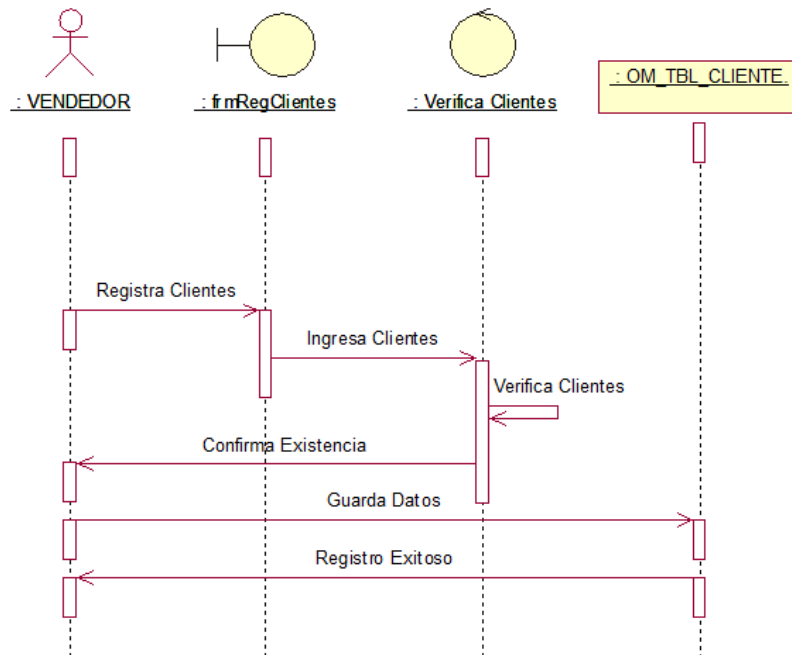 : VENDEDOR
: frmRegClientes
: Verifica Clientes
: OM_TBL_CLIENTE.
Registra Clientes
Ingresa Clientes
Verifica Clientes
Confirma Existencia
Guarda Datos
Registro Exitoso